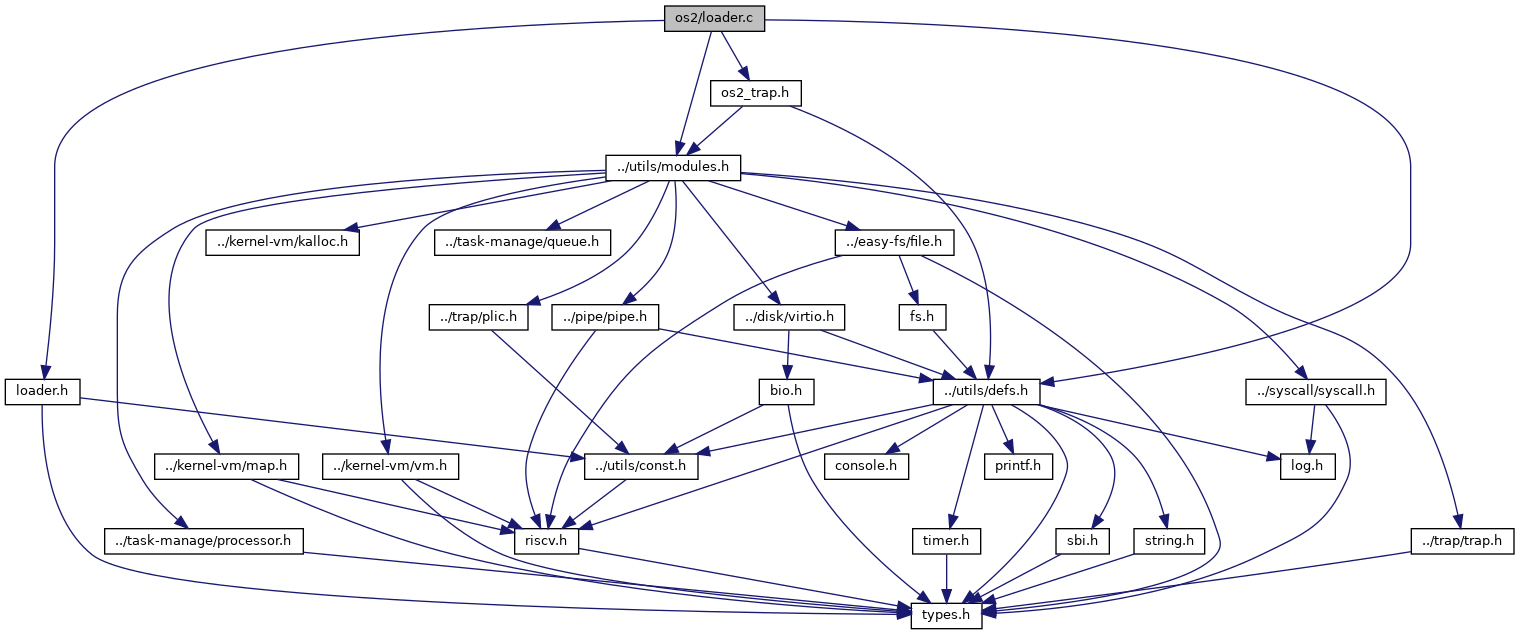 os2/loader.c
os2_trap.h
../utils/modules.h
../kernel-vm/kalloc.h
../task-manage/queue.h
../easy-fs/file.h
../trap/plic.h
../pipe/pipe.h
../disk/virtio.h
fs.h
loader.h
bio.h
../utils/defs.h
../syscall/syscall.h
../kernel-vm/map.h
../kernel-vm/vm.h
../utils/const.h
console.h
printf.h
log.h
../task-manage/processor.h
riscv.h
timer.h
sbi.h
string.h
../trap/trap.h
types.h